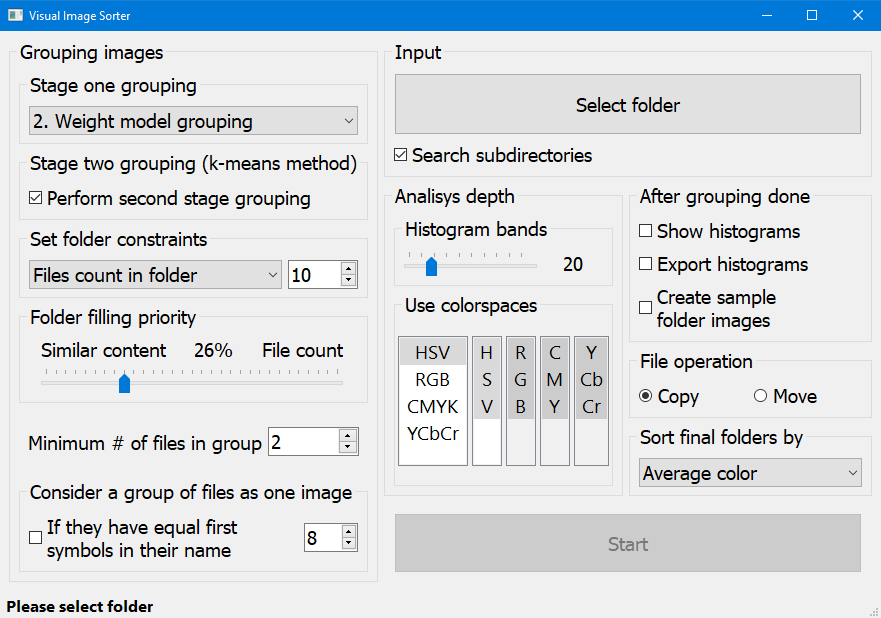 Visual Image Sorter
Grouping images
Stage one grouping
2. Weight model grouping
Stage two grouping (k-means method)
Perform second stage grouping
Set folder constraints
Files count in folder
10
Folder filling priority
Similar content 26% File count
Minimum # of files in group 2
Consider a group of files as one image
If they have equal first
symbols in their name
8
Input
Select folder
Search subdirectories
Analisys depth
Histogram bands
20
Use colorspaces
HSV H R C Y
RGB S G M Cb
CMYK V B Y Cr
YCbCr
After grouping done
Show histograms
Export histograms
Create sample
folder images
File operation
Copy Move
Sort final folders by
Average color
Start
Please select folder